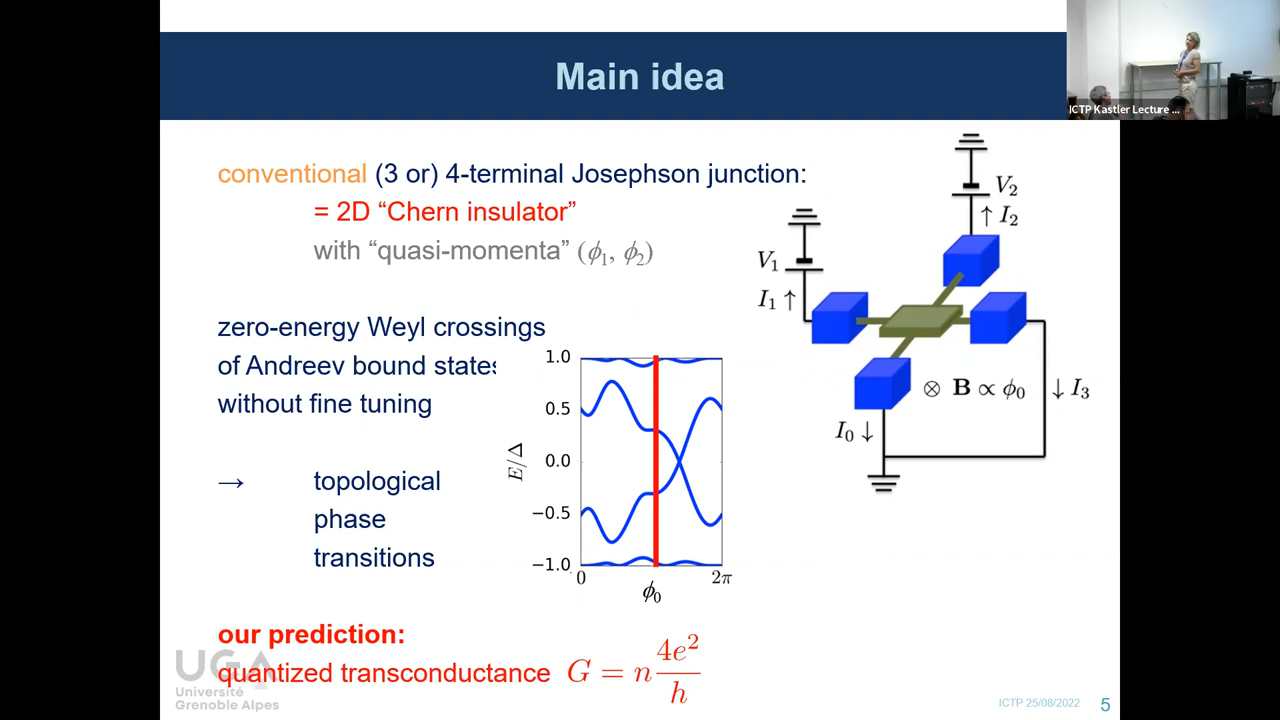 Main idea
ICTP Kastler Lecture ...
conventional (3 or) 4-terminal Josephson junction:
= 2D “Chern insulator”
with “quasi-momenta” (ϕ₁, ϕ₂)
zero-energy Weyl crossings
of Andreev bound states
without fine tuning
→ topological
phase
transitions
our prediction:
quantized transconductance G = n 4e²/h
1.0
0.5
0.0
−0.5
−1.0
E/Δ
0
2π
ϕ₀
V₂
↑ I₂
V₁
I₁ ↑
⊗ B ∝ ϕ₀
↓ I₃
I₀ ↓
UGA
Université
Grenoble Alpes
ICTP 25/08/2022
5